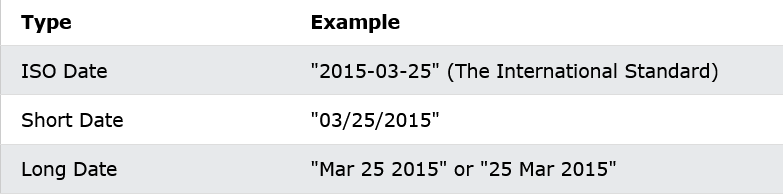 Type Example
ISO Date "2015-03-25" (The International Standard)
Short Date "03/25/2015"
Long Date "Mar 25 2015" or "25 Mar 2015"